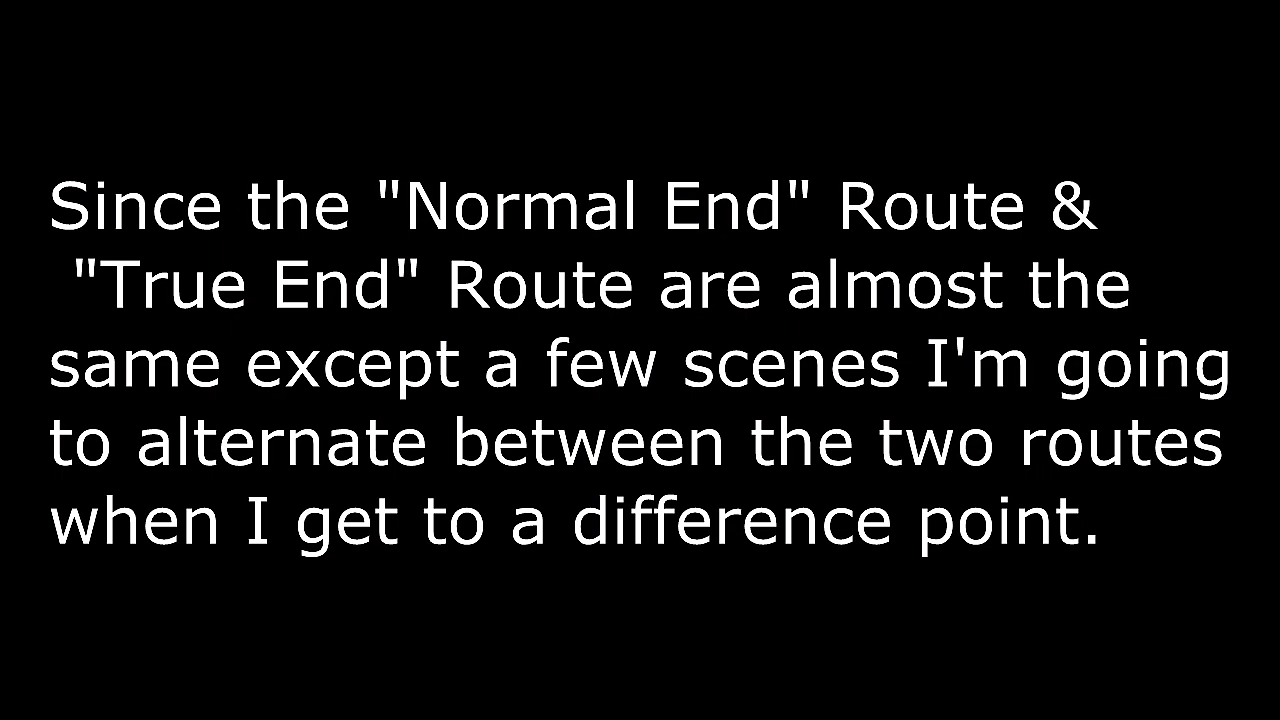 Since the "Normal End" Route &
"True End" Route are almost the
same except a few scenes I'm going
to alternate between the two routes
when I get to a difference point.